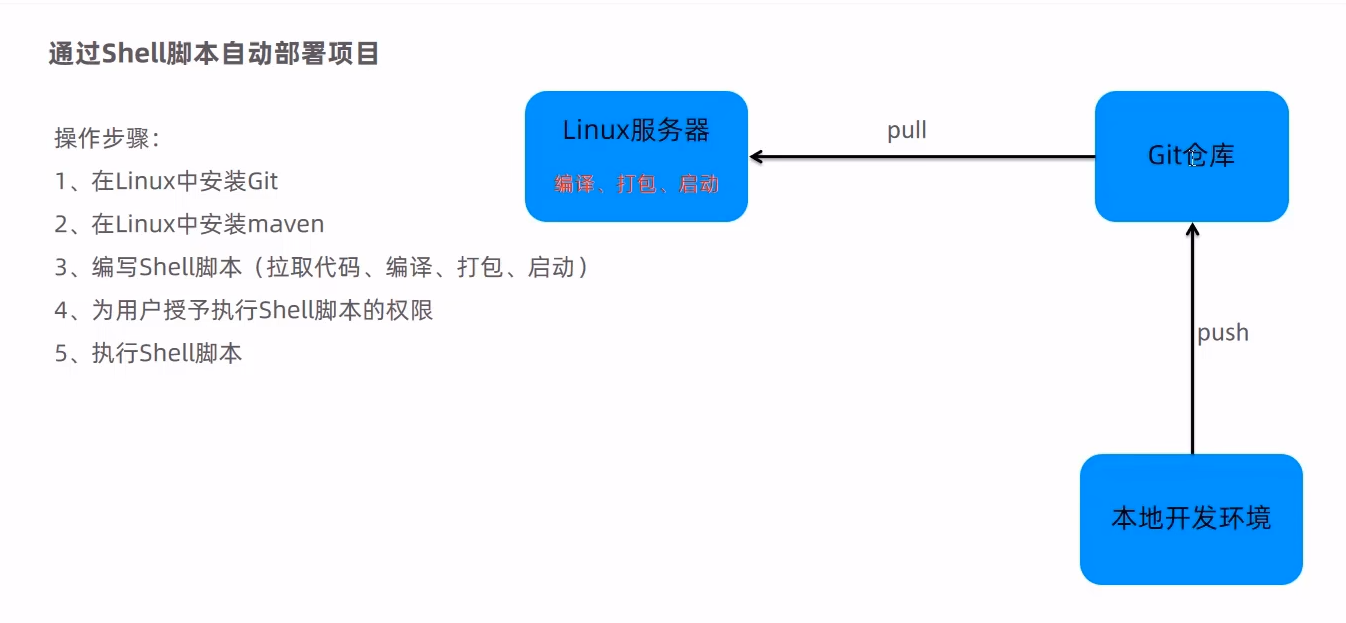 通过Shell脚本自动部署项目
操作步骤：
1、在Linux中安装Git
2、在Linux中安装maven
3、编写Shell脚本（拉取代码、编译、打包、启动）
4、为用户授予执行Shell脚本的权限
5、执行Shell脚本
Linux服务器
编译、打包、启动
pull
Git仓库
push
本地开发环境